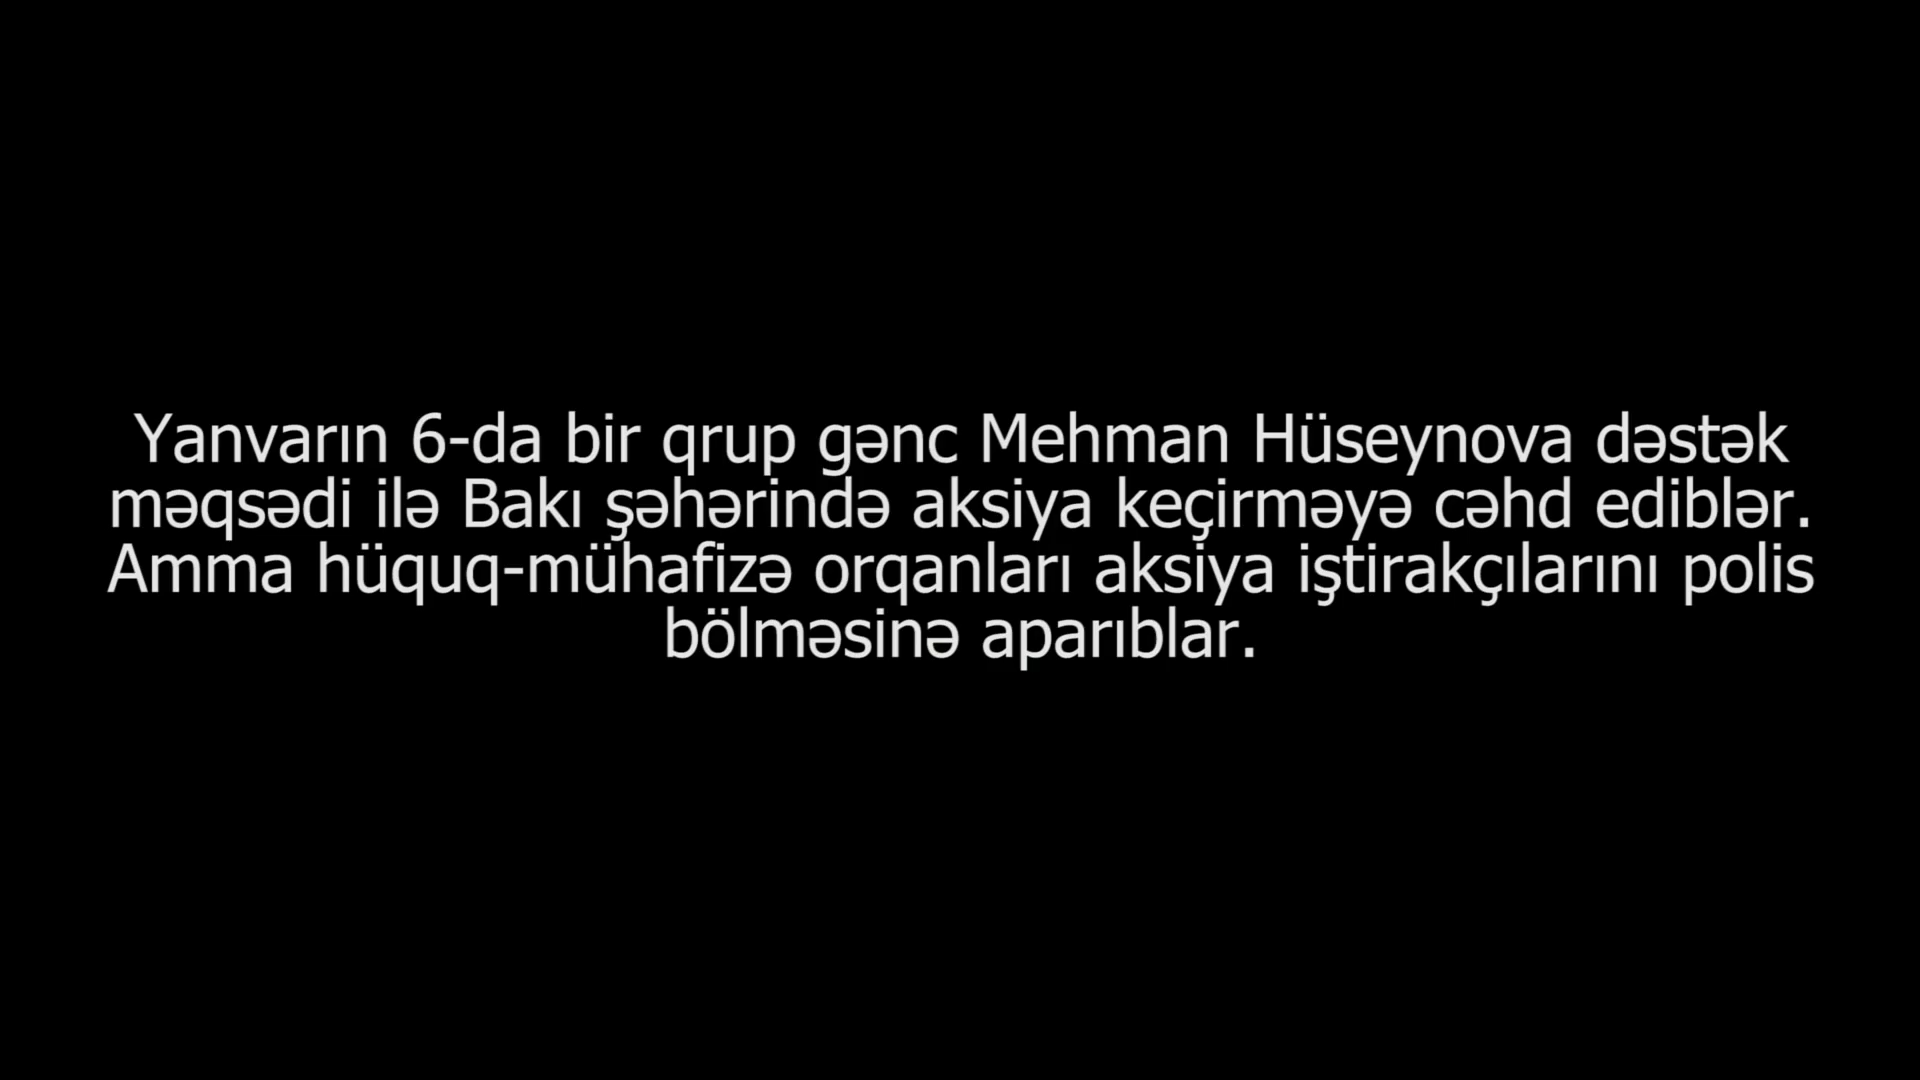 Yanvarın 6-da bir qrup gənc Mehman Hüseynova dəstək
məqsədi ilə Bakı şəhərində aksiya keçirməyə cəhd ediblər.
Amma hüquq-mühafizə orqanları aksiya iştirakçılarını polis
bölməsinə aparıblar.